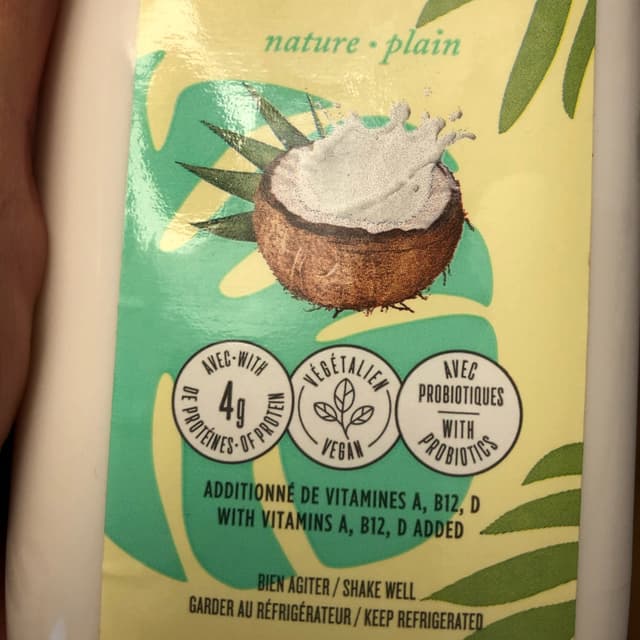 nature • plain
AVEC•WITH
4g
DE PROTÉINES•OF PROTEIN
VÉGÉTALIEN
VEGAN
AVEC
PROBIOTIQUES
WITH
PROBIOTICS
ADDITIONNÉ DE VITAMINES A, B12, D
WITH VITAMINS A, B12, D ADDED
BIEN AGITER / SHAKE WELL
GARDER AU RÉFRIGÉRATEUR / KEEP REFRIGERATED